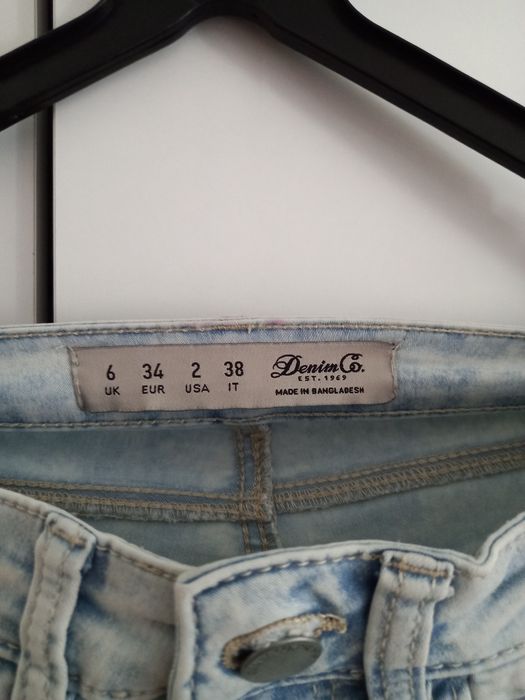 6 34 2 38
UK EUR USA IT
Denim Co.
EST. 1969
MADE IN BANGLADESH